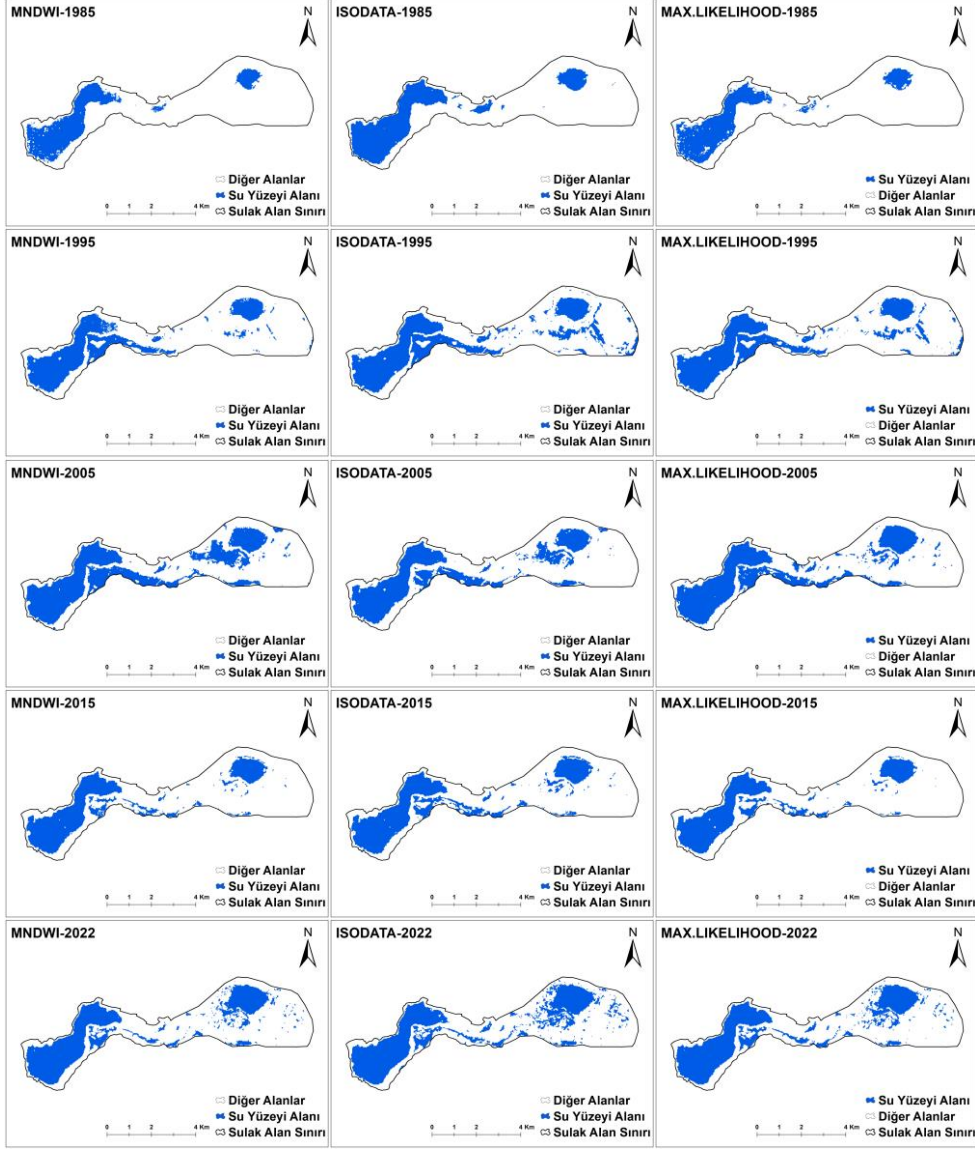 MNDWI-1985
N
Diğer Alanlar
Su Yüzeyi Alanı
Sulak Alan Sınırı
0 1 2 4 Km
ISODATA-1985
N
Diğer Alanlar
Su Yüzeyi Alanı
Sulak Alan Sınırı
0 1 2 4 Km
MAX.LIKELIHOOD-1985
N
Su Yüzeyi Alanı
Diğer Alanlar
Sulak Alan Sınırı
0 1 2 4 Km
MNDWI-1995
N
Diğer Alanlar
Su Yüzeyi Alanı
Sulak Alan Sınırı
0 1 2 4 Km
ISODATA-1995
N
Diğer Alanlar
Su Yüzeyi Alanı
Sulak Alan Sınırı
0 1 2 4 Km
MAX.LIKELIHOOD-1995
N
Su Yüzeyi Alanı
Diğer Alanlar
Sulak Alan Sınırı
0 1 2 4 Km
MNDWI-2005
N
Diğer Alanlar
Su Yüzeyi Alanı
Sulak Alan Sınırı
0 1 2 4 Km
ISODATA-2005
N
Diğer Alanlar
Su Yüzeyi Alanı
Sulak Alan Sınırı
0 1 2 4 Km
MAX.LIKELIHOOD-2005
N
Su Yüzeyi Alanı
Diğer Alanlar
Sulak Alan Sınırı
0 1 2 4 Km
MNDWI-2015
N
Diğer Alanlar
Su Yüzeyi Alanı
Sulak Alan Sınırı
0 1 2 4 Km
ISODATA-2015
N
Diğer Alanlar
Su Yüzeyi Alanı
Sulak Alan Sınırı
0 1 2 4 Km
MAX.LIKELIHOOD-2015
N
Su Yüzeyi Alanı
Diğer Alanlar
Sulak Alan Sınırı
0 1 2 4 Km
MNDWI-2022
N
Diğer Alanlar
Su Yüzeyi Alanı
Sulak Alan Sınırı
0 1 2 4 Km
ISODATA-2022
N
Diğer Alanlar
Su Yüzeyi Alanı
Sulak Alan Sınırı
0 1 2 4 Km
MAX.LIKELIHOOD-2022
N
Su Yüzeyi Alanı
Diğer Alanlar
Sulak Alan Sınırı
0 1 2 4 Km